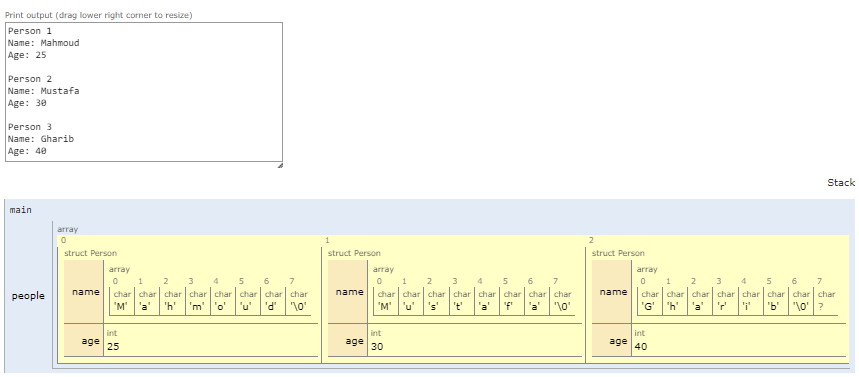 Print output (drag lower right corner to resize)
Person 1
Name: Mahmoud
Age: 25
Person 2
Name: Mustafa
Age: 30
Person 3
Name: Gharib
Age: 40
Stack
main
array
0 1 2
struct Person struct Person struct Person
array array array
0 1 2 3 4 5 6 7 0 1 2 3 4 5 6 7 0 1 2 3 4 5 6 7
people name char char char char char char char char name char char char char char char char char name char char char char char char char char
'M' 'a' 'h' 'm' 'o' 'u' 'd' '\0' 'M' 'u' 's' 't' 'a' 'f' 'a' '\0' 'G' 'h' 'a' 'r' 'i' 'b' '\0' ?
int int int
age 25 age 30 age 40